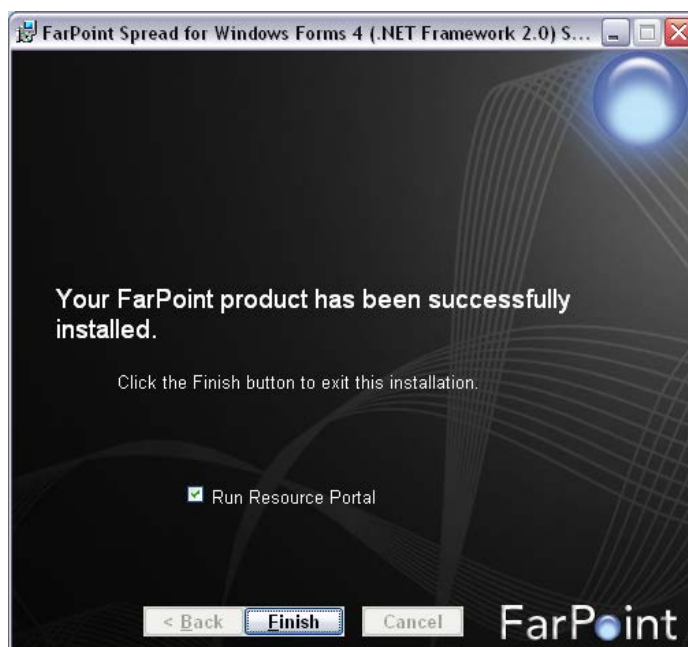 FarPoint Spread for Windows Forms 4 (.NET Framework 2.0) S...
Your FarPoint product has been successfully
installed.
Click the Finish button to exit this installation.
Run Resource Portal
< Back
Finish
Cancel
FarPoint